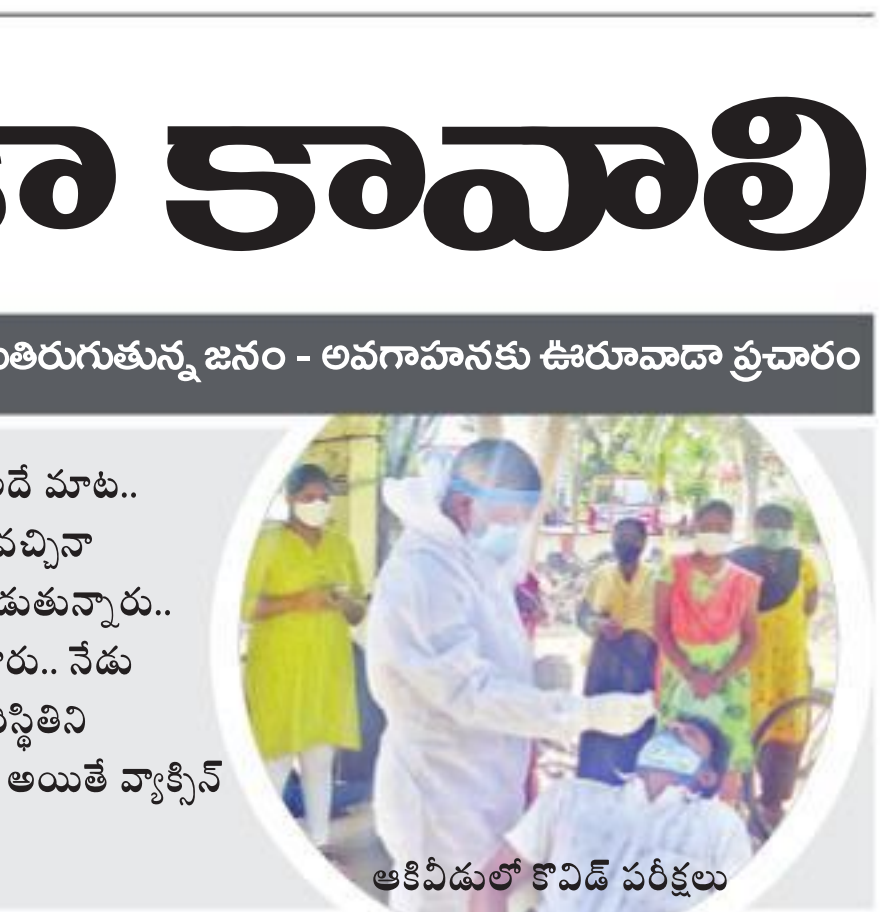 కావాలి
జనం - అవగాహనకు ఊరూవాడా ప్రచారం
మాట..
వచ్చినా
నేడు
అయితే వ్యాక్సిన్
ఆకివీడులో కొవిడ్ పరీక్షలు